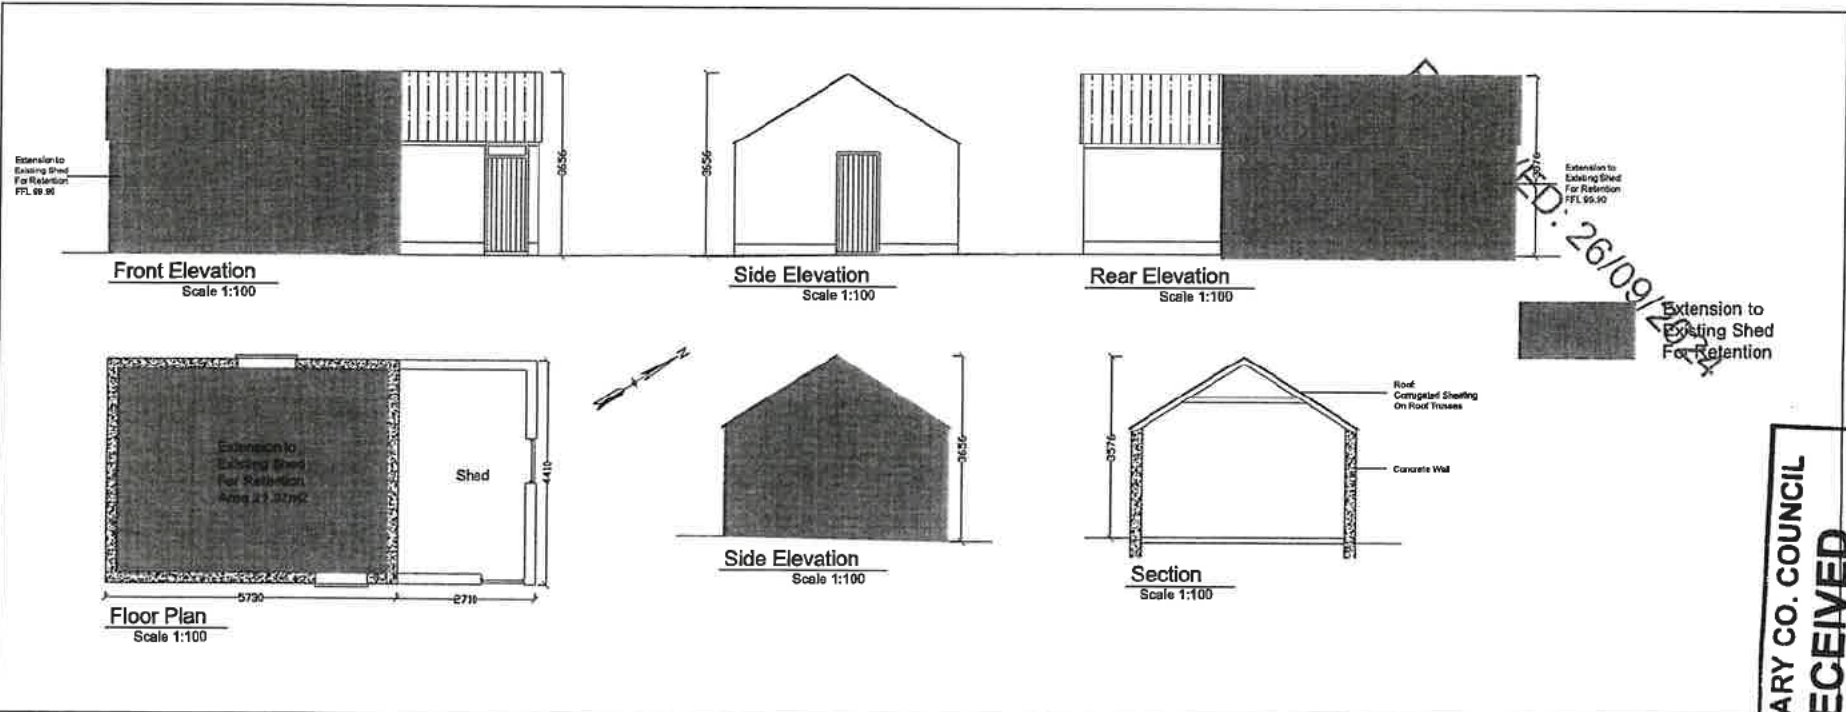 Extension to
Existing Shed
For Retention
FFL 99.90
3656
Front Elevation
Scale 1:100
3656
Side Elevation
Scale 1:100
3576
Extension to
Existing Shed
For Retention
FFL 99.90
Rear Elevation
Scale 1:100
ED: 26/09/2024
Extension to
Existing Shed
For Retention
Extension to
Existing Shed
For Retention
Shed
4410
5730
2710
Floor Plan
Scale 1:100
N
3656
Side Elevation
Scale 1:100
3576
Roof:
Corrugated Sheeting
On Roof Trusses
Concrete Wall
Section
Scale 1:100
ARY CO. COUNCIL
ECEIVED